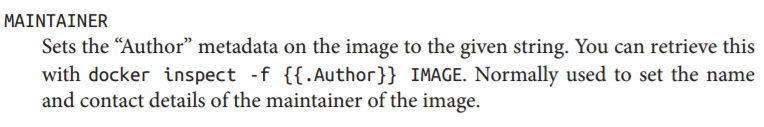 MAINTAINER
Sets the “Author” metadata on the image to the given string. You can retrieve this
with docker inspect -f {{.Author}} IMAGE. Normally used to set the name
and contact details of the maintainer of the image.